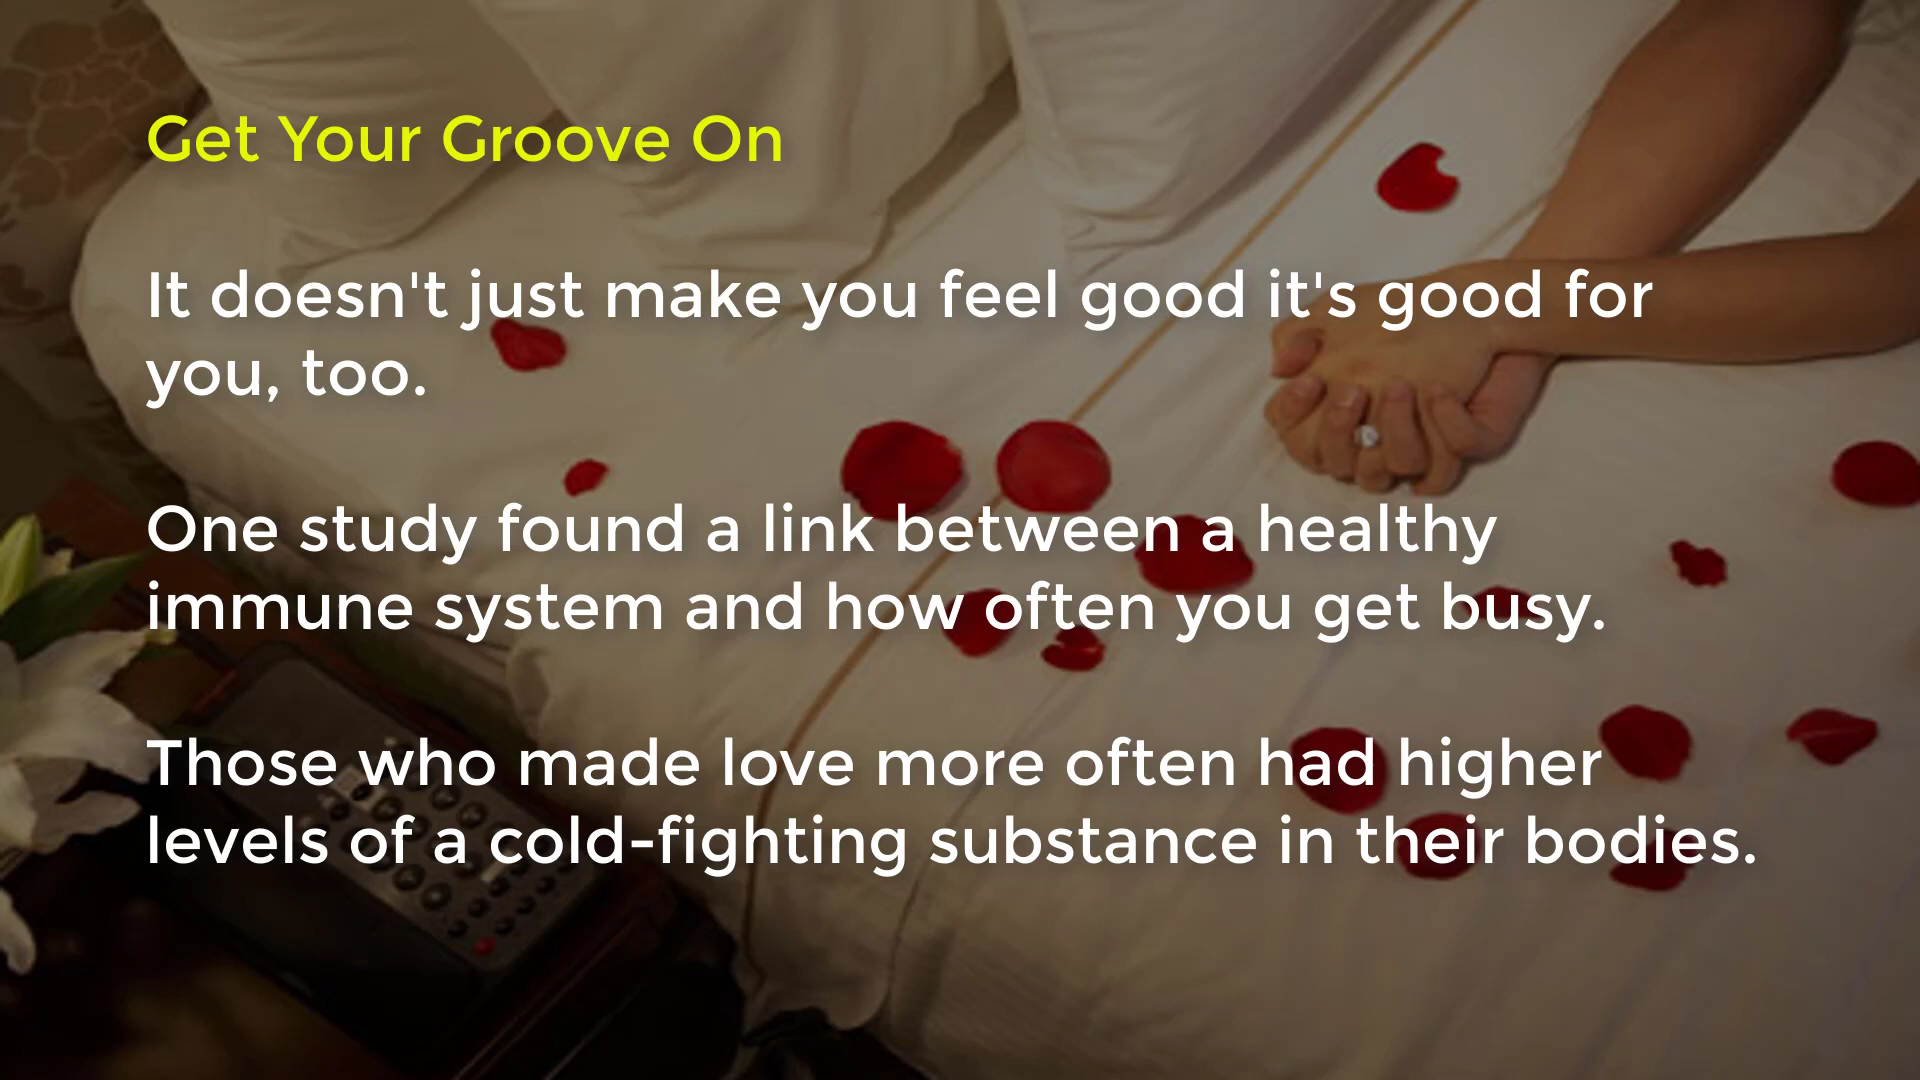 Get Your Groove On
It doesn't just make you feel good it's good for
you, too.
One study found a link between a healthy
immune system and how often you get busy.
Those who made love more often had higher
levels of a cold-fighting substance in their bodies.